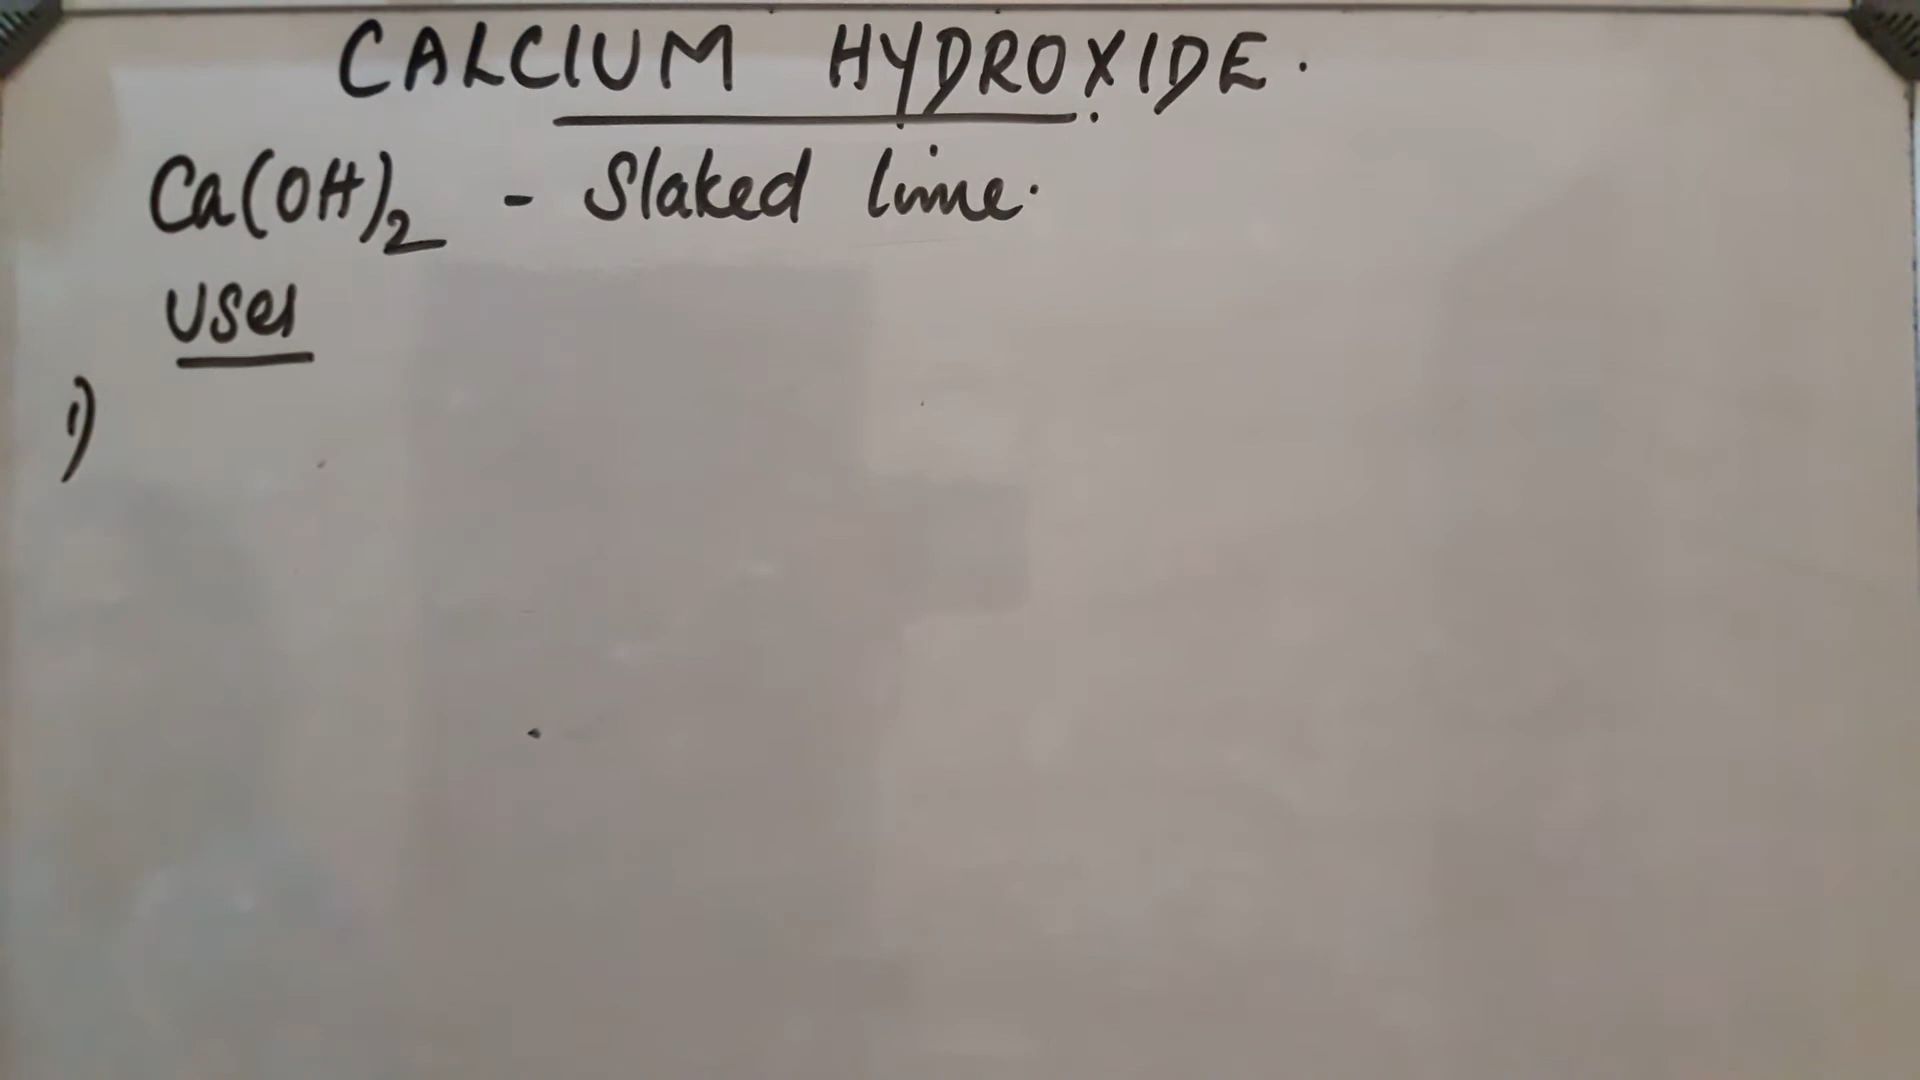 CALCIUM HYDROXIDE.
Ca(OH)₂ - Slaked lime.
Uses
1)